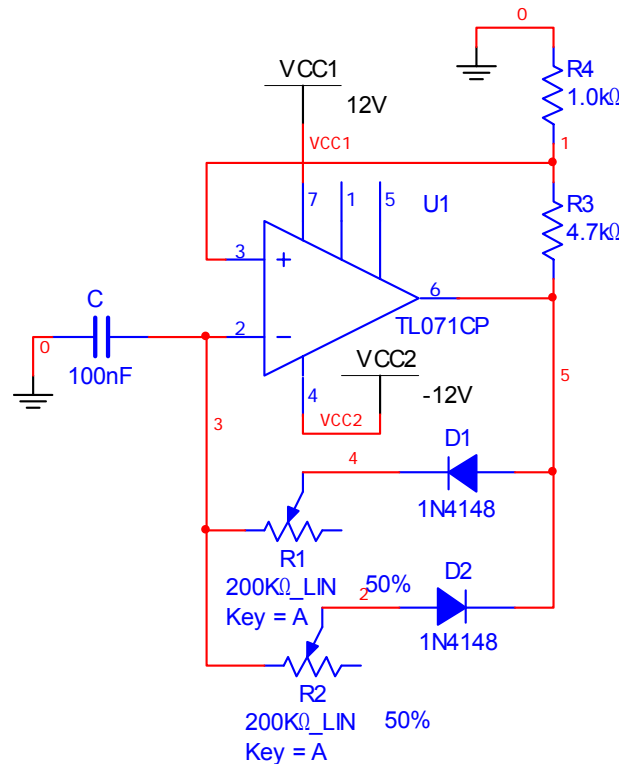 0
R4
1.0kΩ
VCC1
12V
VCC1
1
7
1
5
U1
R3
4.7kΩ
3
+
6
C
2
−
TL071CP
0
100nF
4
VCC2
-12V
5
3
VCC2
4
D1
1N4148
R1
200KΩ_LIN 50%
Key = A
2
D2
1N4148
R2
200KΩ_LIN 50%
Key = A